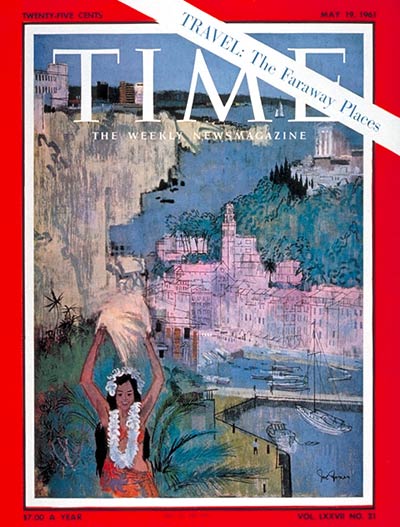 TWENTY-FIVE CENTS
MAY 19, 1961
TRAVEL: The Faraway Places
TIME
THE WEEKLY NEWSMAGAZINE
$7.00 A YEAR
VOL. LXXVII NO. 21